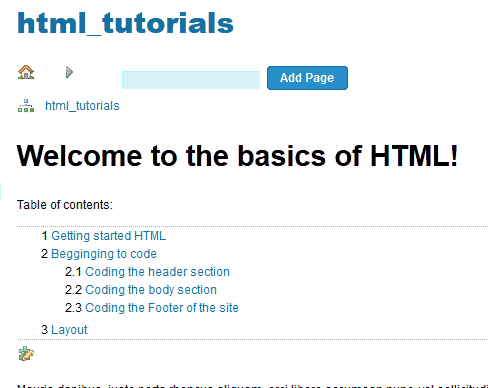 html_tutorials
Add Page
html_tutorials
Welcome to the basics of HTML!
Table of contents:
1 Getting started HTML
2 Begginging to code
2.1 Coding the header section
2.2 Coding the body section
2.3 Coding the Footer of the site
3 Layout